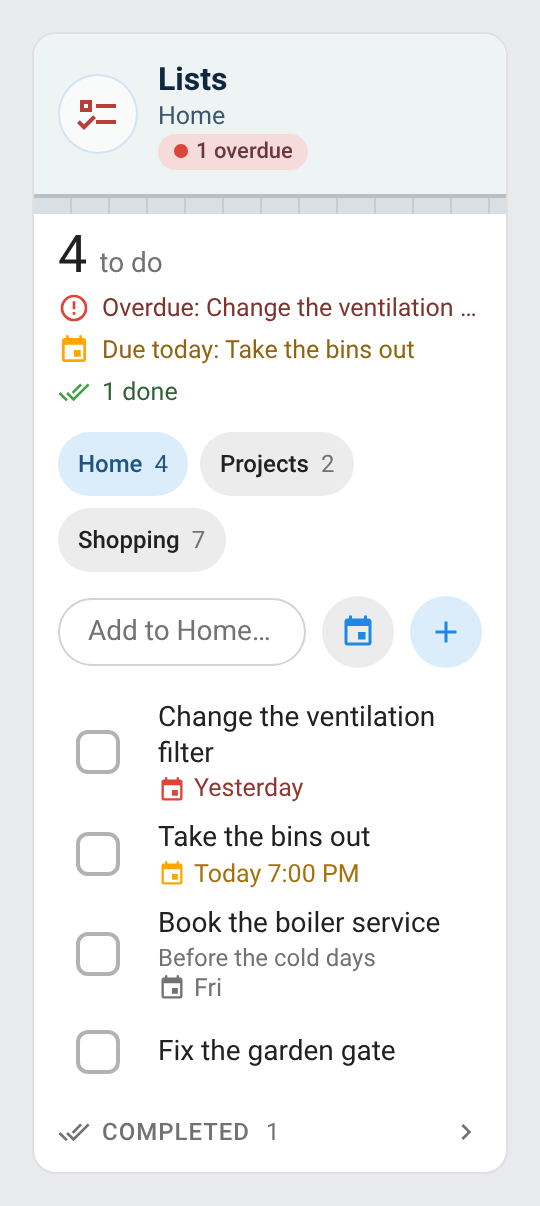 Lists
Home
1 overdue
4 to do
Overdue: Change the ventilation ...
Due today: Take the bins out
1 done
Home 4
Projects 2
Shopping 7
Add to Home...
Change the ventilation
filter
Yesterday
Take the bins out
Today 7:00 PM
Book the boiler service
Before the cold days
Fri
Fix the garden gate
COMPLETED 1